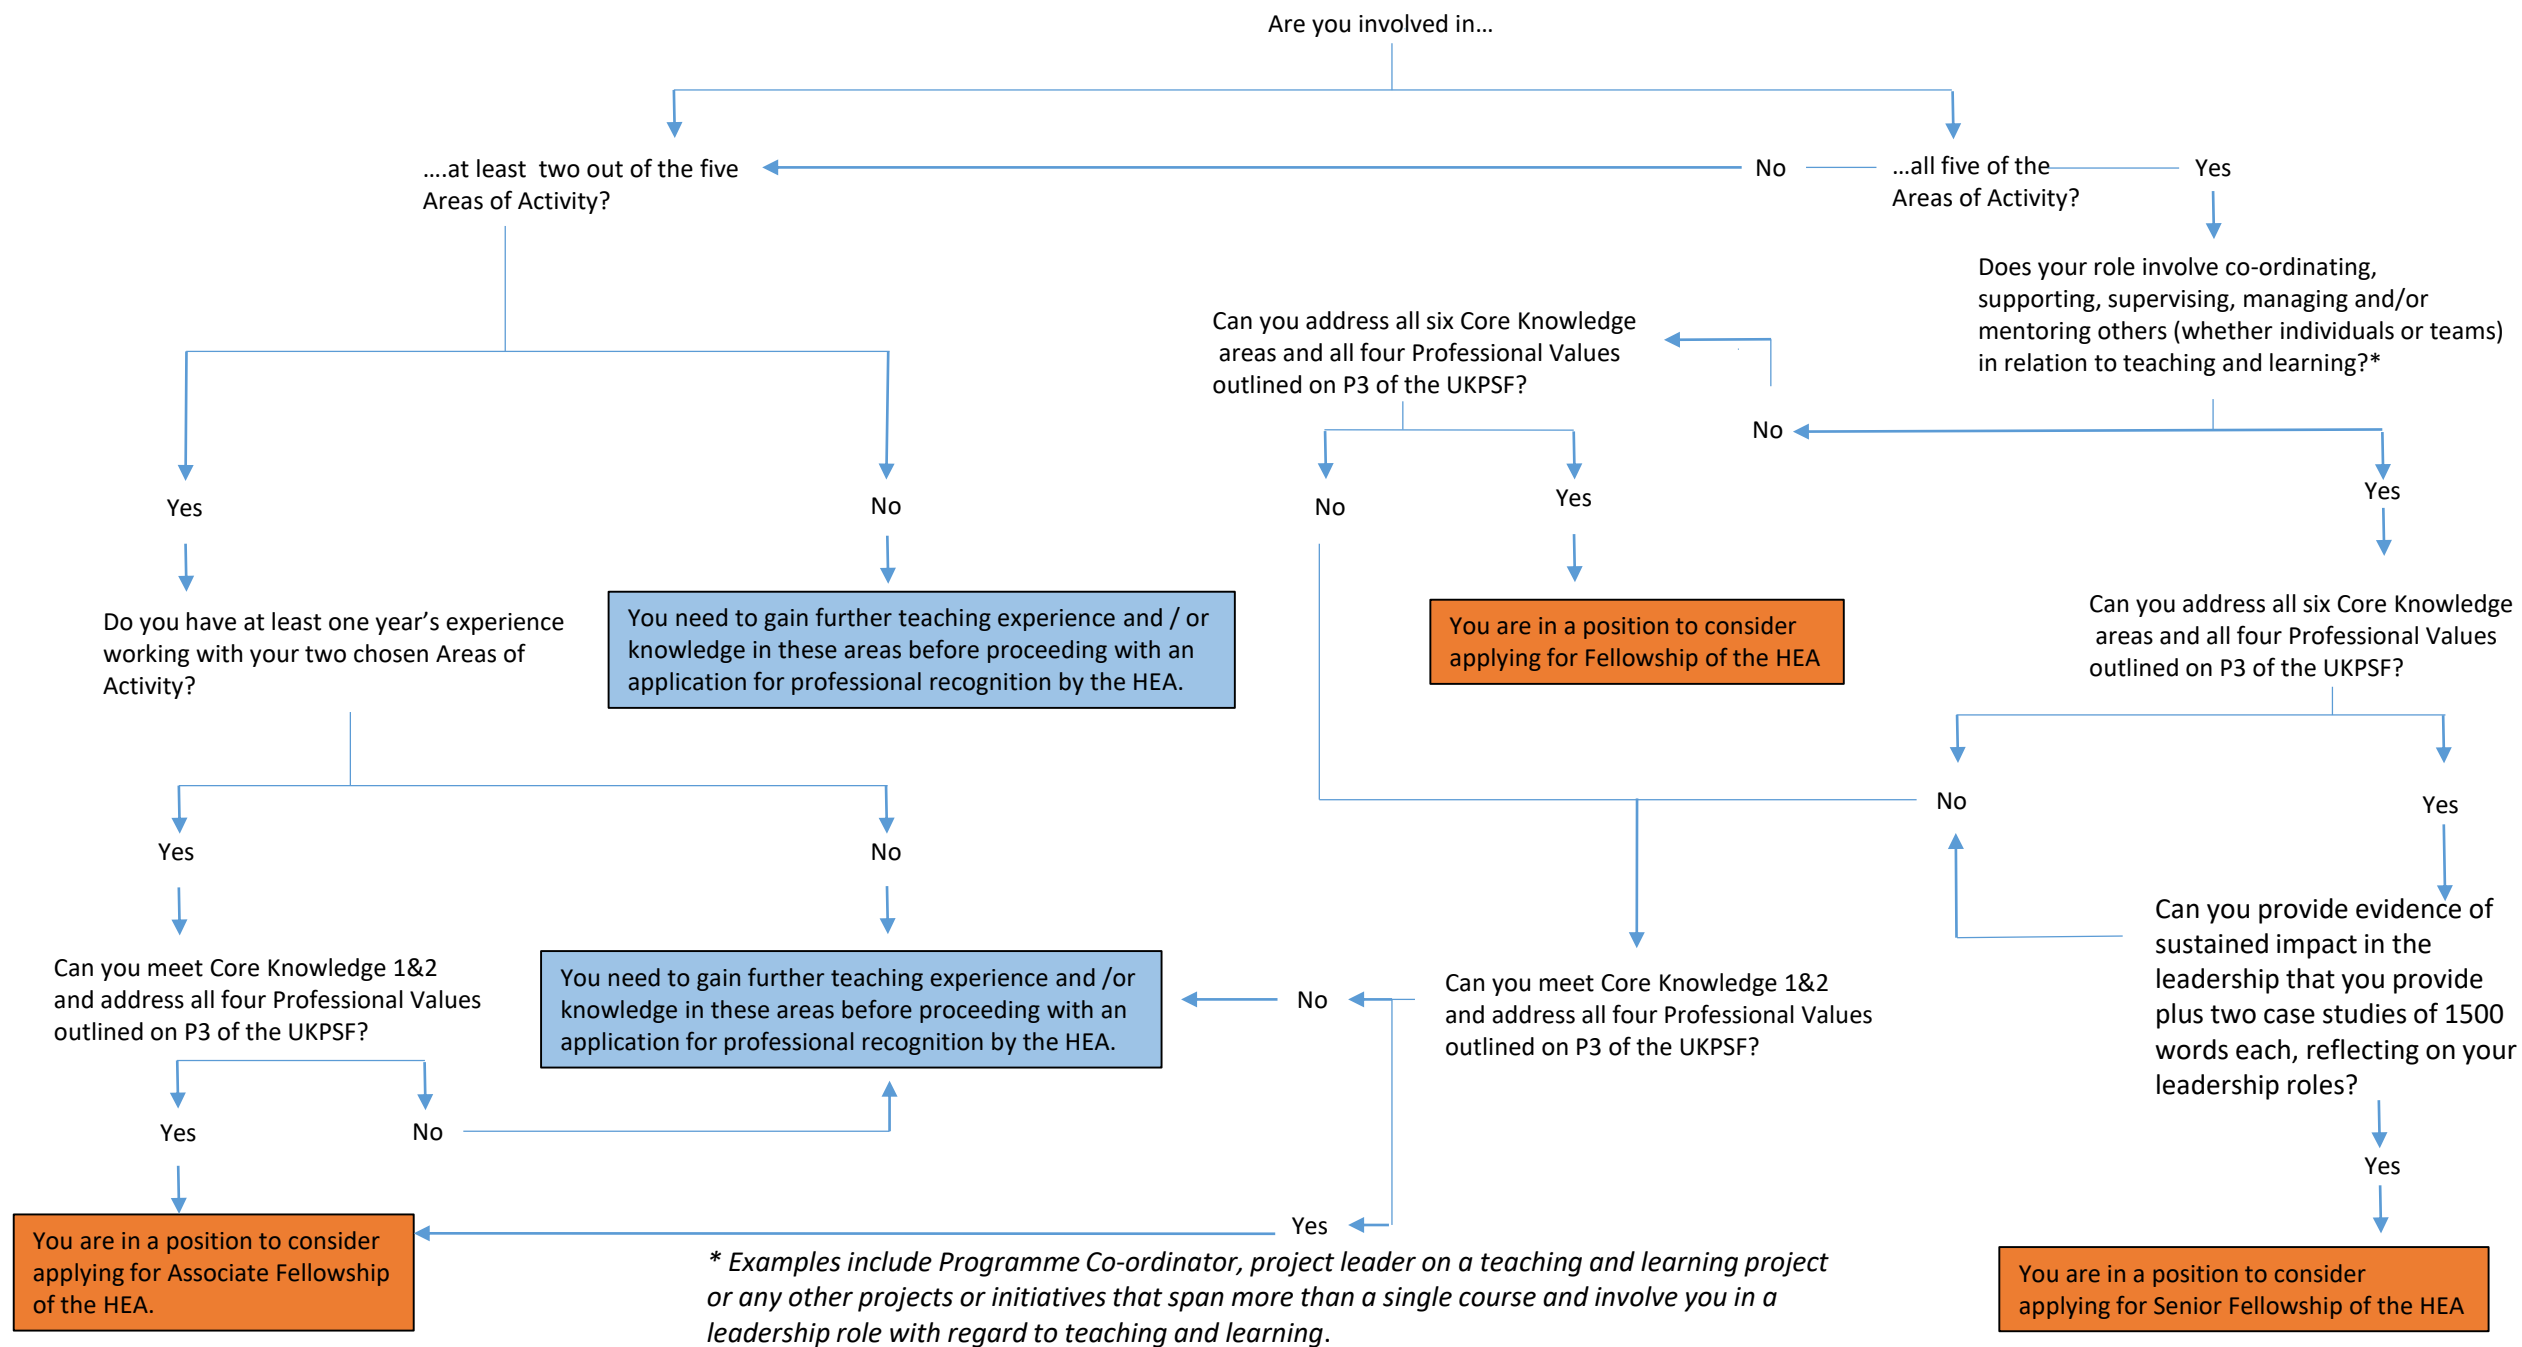 Are you involved in…
….at least  two out of the five
Areas of Activity?
No
…all five of the
Areas of Activity?
Yes
Does your role involve co-ordinating,
supporting, supervising, managing and/or
mentoring others (whether individuals or teams)
in relation to teaching and learning?*
Can you address all six Core Knowledge
areas and all four Professional Values
outlined on P3 of the UKPSF?
No
Yes
Yes
No
No
Yes
Do you have at least one year’s experience
working with your two chosen Areas of
Activity?
You need to gain further teaching experience and / or
knowledge in these areas before proceeding with an
application for professional recognition by the HEA.
You are in a position to consider
applying for Fellowship of the HEA
Can you address all six Core Knowledge
areas and all four Professional Values
outlined on P3 of the UKPSF?
No
Yes
Yes
No
Can you meet Core Knowledge 1&2
and address all four Professional Values
outlined on P3 of the UKPSF?
You need to gain further teaching experience and /or
knowledge in these areas before proceeding with an
application for professional recognition by the HEA.
No
Can you meet Core Knowledge 1&2
and address all four Professional Values
outlined on P3 of the UKPSF?
Can you provide evidence of
sustained impact in the
leadership that you provide
plus two case studies of 1500
words each, reflecting on your
leadership roles?
Yes
No
Yes
Yes
You are in a position to consider
applying for Associate Fellowship
of the HEA.
* Examples include Programme Co-ordinator, project leader on a teaching and learning project
or any other projects or initiatives that span more than a single course and involve you in a
leadership role with regard to teaching and learning.
You are in a position to consider
applying for Senior Fellowship of the HEA